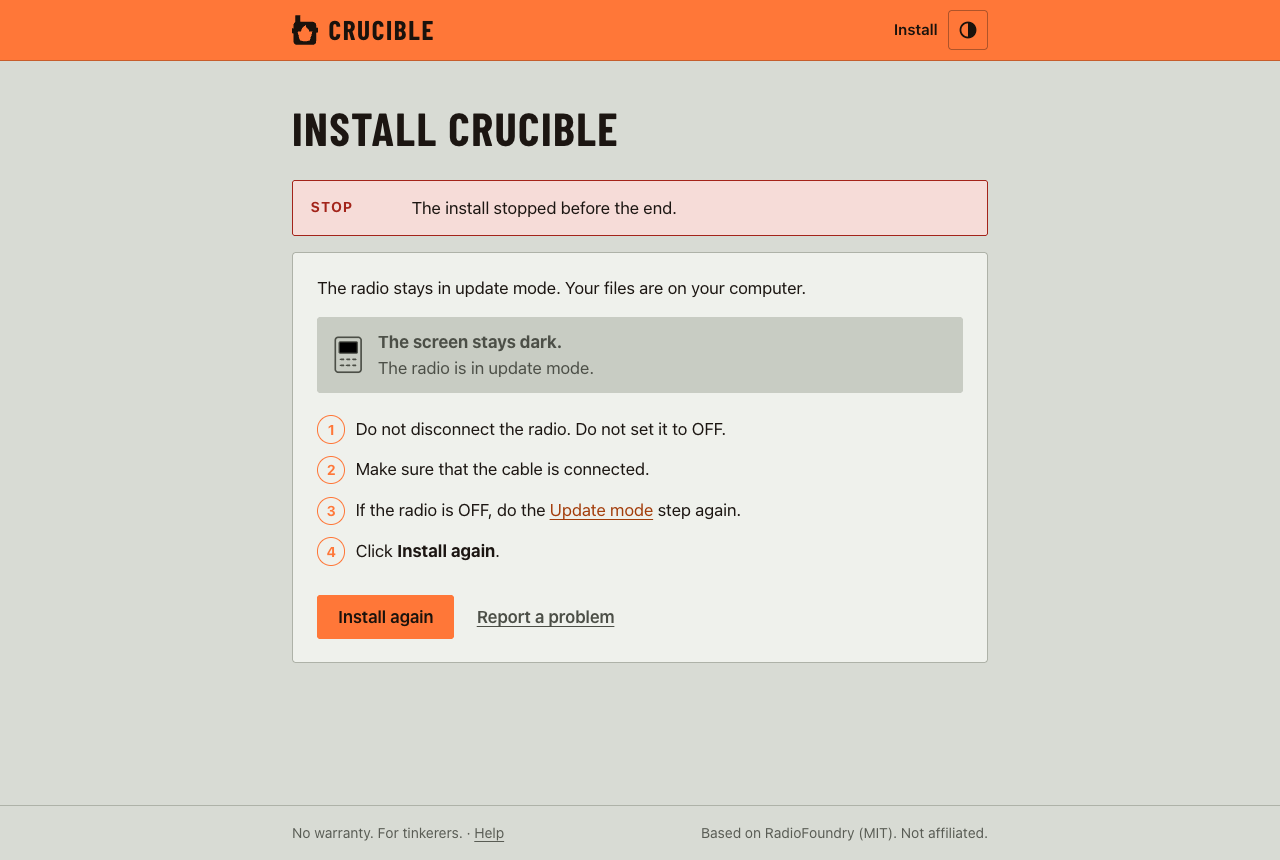 CRUCIBLE
Install
INSTALL CRUCIBLE
STOP
The install stopped before the end.
The radio stays in update mode. Your files are on your computer.
The screen stays dark.
The radio is in update mode.
1 Do not disconnect the radio. Do not set it to OFF.
2 Make sure that the cable is connected.
3 If the radio is OFF, do the Update mode step again.
4 Click Install again.
Install again
Report a problem
No warranty. For tinkerers. · Help
Based on RadioFoundry (MIT). Not affiliated.